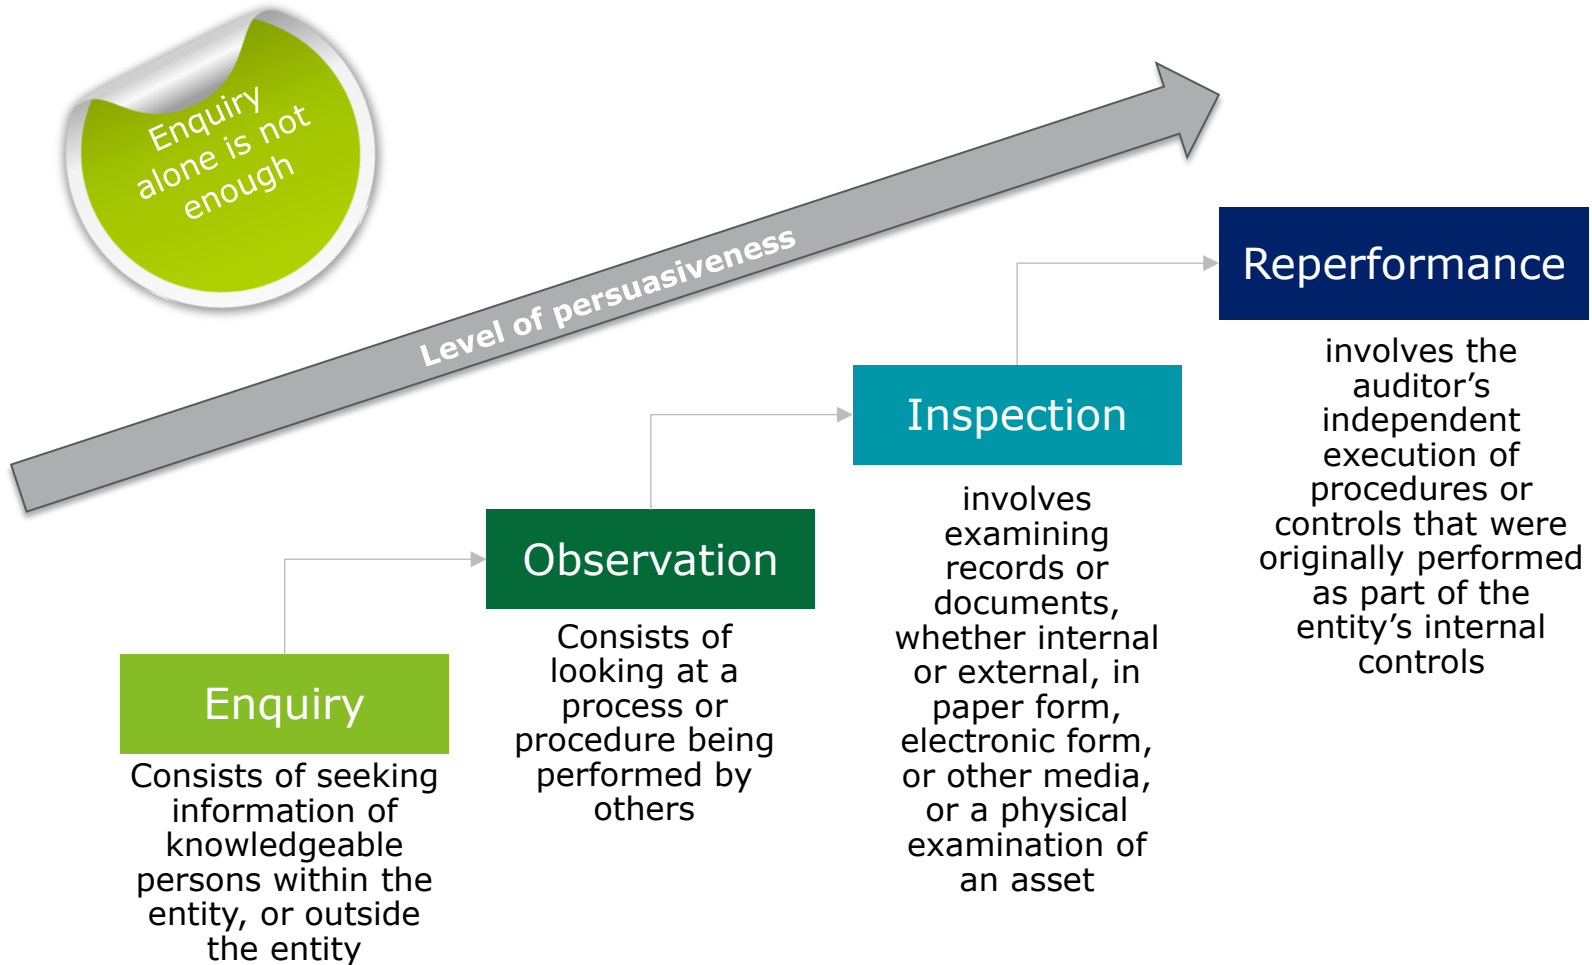 Enquiry
alone is not
enough
Level of persuasiveness
Reperformance
involves the
auditor’s
independent
execution of
procedures or
controls that were
originally performed
as part of the
entity’s internal
controls
Inspection
involves
examining
records or
documents,
whether internal
or external, in
paper form,
electronic form,
or other media,
or a physical
examination of
an asset
Observation
Consists of
looking at a
process or
procedure being
performed by
others
Enquiry
Consists of seeking
information of
knowledgeable
persons within the
entity, or outside
the entity